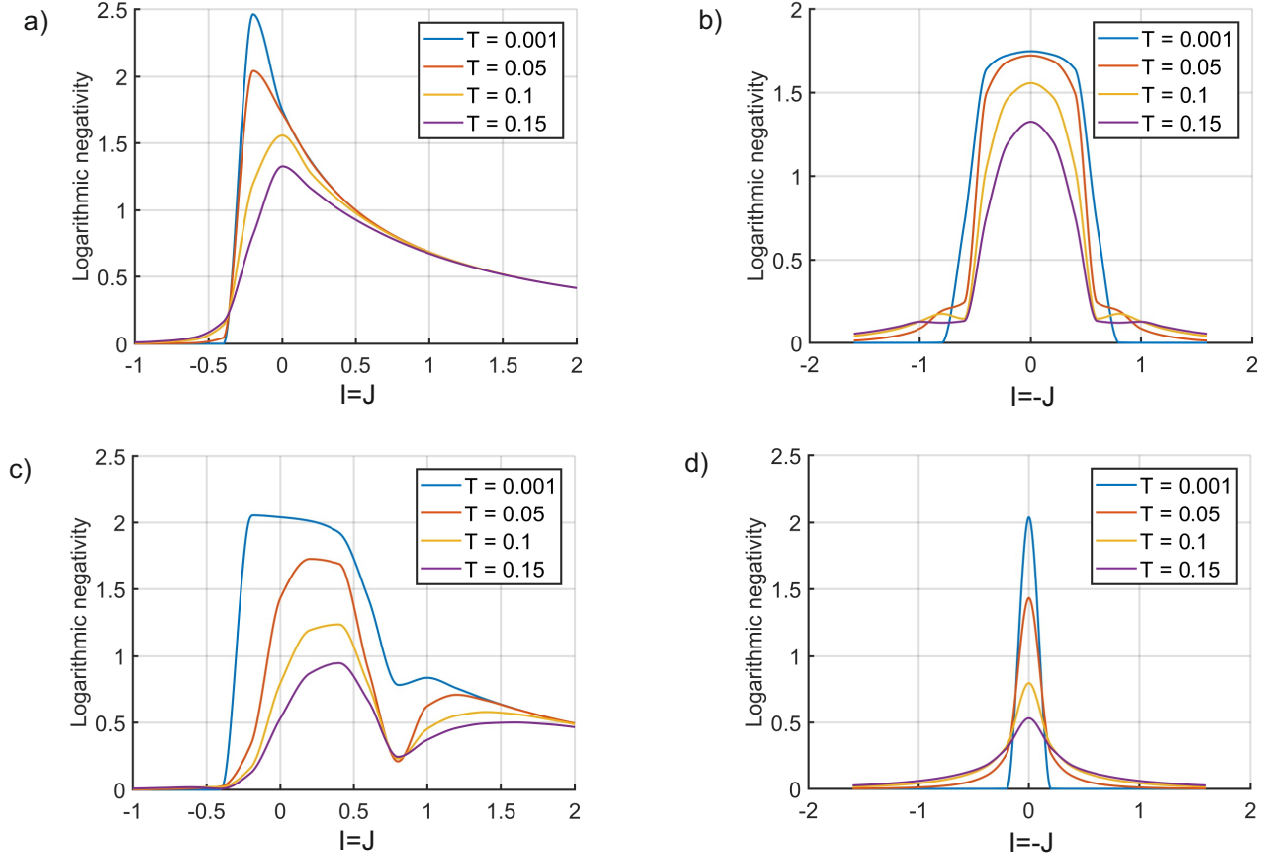 a)
2.5
2
1.5
1
0.5
0
Logarithmic negativity
-1 -0.5 0 0.5 1 1.5 2
I=J
T = 0.001
T = 0.05
T = 0.1
T = 0.15
b)
2
1.5
1
0.5
0
Logarithmic negativity
-2 -1 0 1 2
I=-J
T = 0.001
T = 0.05
T = 0.1
T = 0.15
c)
2.5
2
1.5
1
0.5
0
Logarithmic negativity
-1 -0.5 0 0.5 1 1.5 2
I=J
T = 0.001
T = 0.05
T = 0.1
T = 0.15
d)
2.5
2
1.5
1
0.5
0
Logarithmic negativity
-2 -1 0 1 2
I=-J
T = 0.001
T = 0.05
T = 0.1
T = 0.15